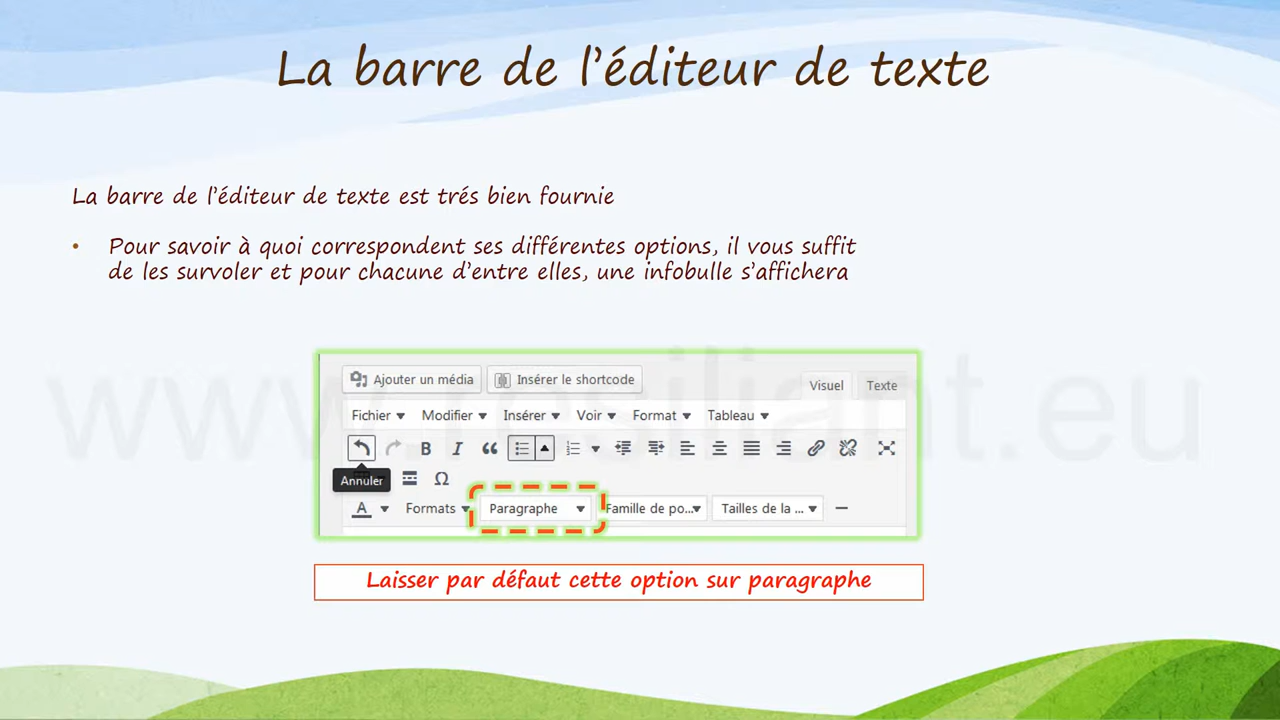 La barre de l’éditeur de texte
La barre de l’éditeur de texte est trés bien fournie
• Pour savoir à quoi correspondent ses différentes options, il vous suffit
de les survoler et pour chacune d’entre elles, une infobulle s’affichera
www.resiliant.eu
Ajouter un média Insérer le shortcode Visuel Texte
Fichier Modifier Insérer Voir Format Tableau
Annuler
Formats Paragraphe Famille de po... Tailles de la ...
Laisser par défaut cette option sur paragraphe